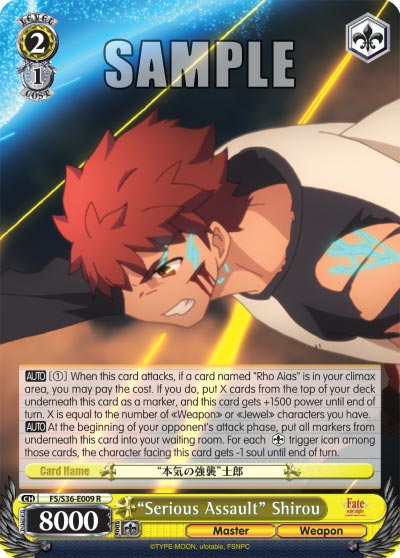 LEVEL
2
1
COST
SAMPLE
AUTO [①] When this card attacks, if a card named "Rho Aias" is in your climax
area, you may pay the cost. If you do, put X cards from the top of your deck
underneath this card as a marker, and this card gets +1500 power until end of
turn. X is equal to the number of «Weapon» or «Jewel» characters you have.
AUTO At the beginning of your opponent's attack phase, put all markers from
underneath this card into your waiting room. For each trigger icon among
those cards, the character facing this card gets -1 soul until end of turn.
Card Name "本気の強襲"士郎
CH FS/S36-E009 R
POWER 8000 SOUL "Serious Assault" Shirou
Master Weapon
Fate
©TYPE-MOON, ufotable, FSNPC